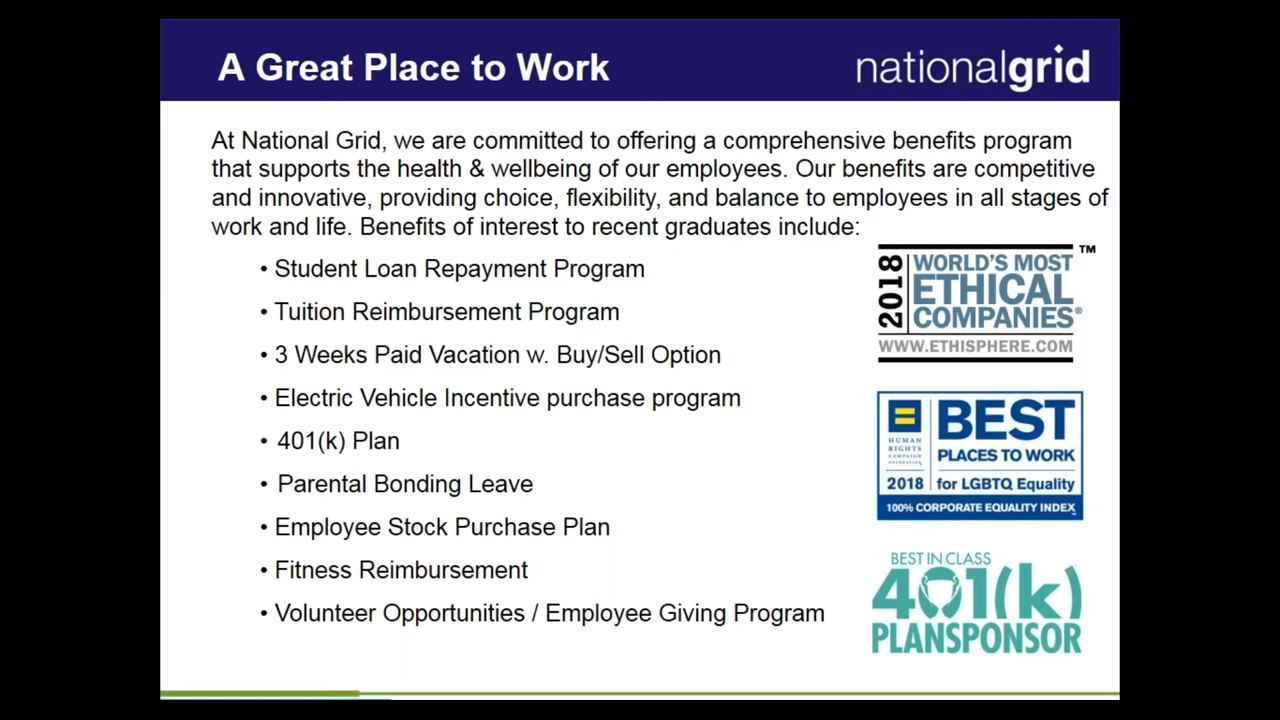 A Great Place to Work
nationalgrid
At National Grid, we are committed to offering a comprehensive benefits program
that supports the health & wellbeing of our employees. Our benefits are competitive
and innovative, providing choice, flexibility, and balance to employees in all stages of
work and life. Benefits of interest to recent graduates include:
• Student Loan Repayment Program
• Tuition Reimbursement Program
• 3 Weeks Paid Vacation w. Buy/Sell Option
• Electric Vehicle Incentive purchase program
• 401(k) Plan
• Parental Bonding Leave
• Employee Stock Purchase Plan
• Fitness Reimbursement
• Volunteer Opportunities / Employee Giving Program
2018
WORLD'S MOST
ETHICAL
COMPANIES®
WWW.ETHISPHERE.COM
™
HUMAN
RIGHTS
CAMPAIGN
FOUNDATION
BEST
PLACES TO WORK
2018 for LGBTQ Equality
100% CORPORATE EQUALITY INDEX
BEST IN CLASS
401(k)
PLANSPONSOR